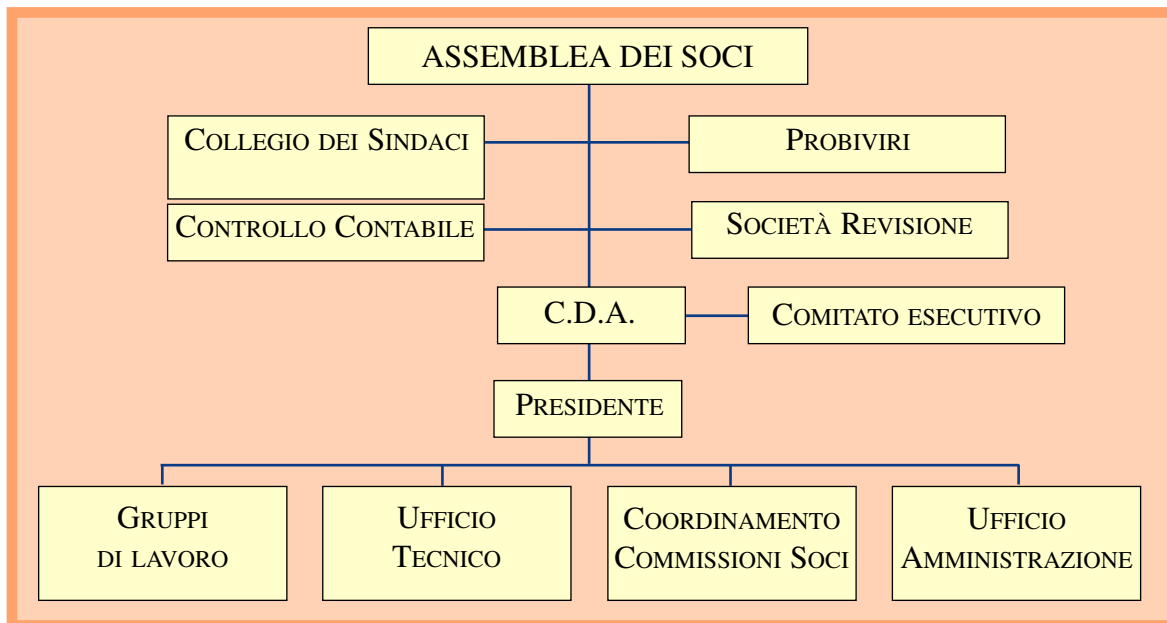 ASSEMBLEA DEI SOCI
COLLEGIO DEI SINDACI
PROBIVIRI
CONTROLLO CONTABILE
SOCIETÀ REVISIONE
C.D.A.
COMITATO ESECUTIVO
PRESIDENTE
GRUPPI
DI LAVORO
UFFICIO
TECNICO
COORDINAMENTO
COMMISSIONI SOCI
UFFICIO
AMMINISTRAZIONE